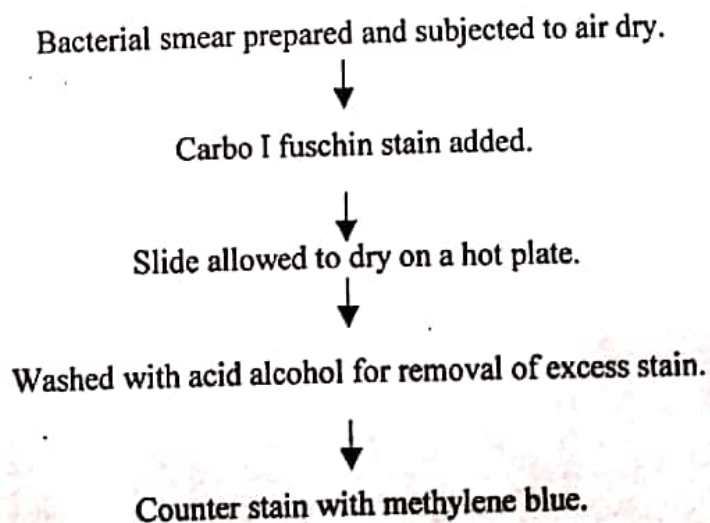 Bacterial smear prepared and subjected to air dry.
Carbo I fuschin stain added.
Slide allowed to dry on a hot plate.
Washed with acid alcohol for removal of excess stain.
Counter stain with methylene blue.